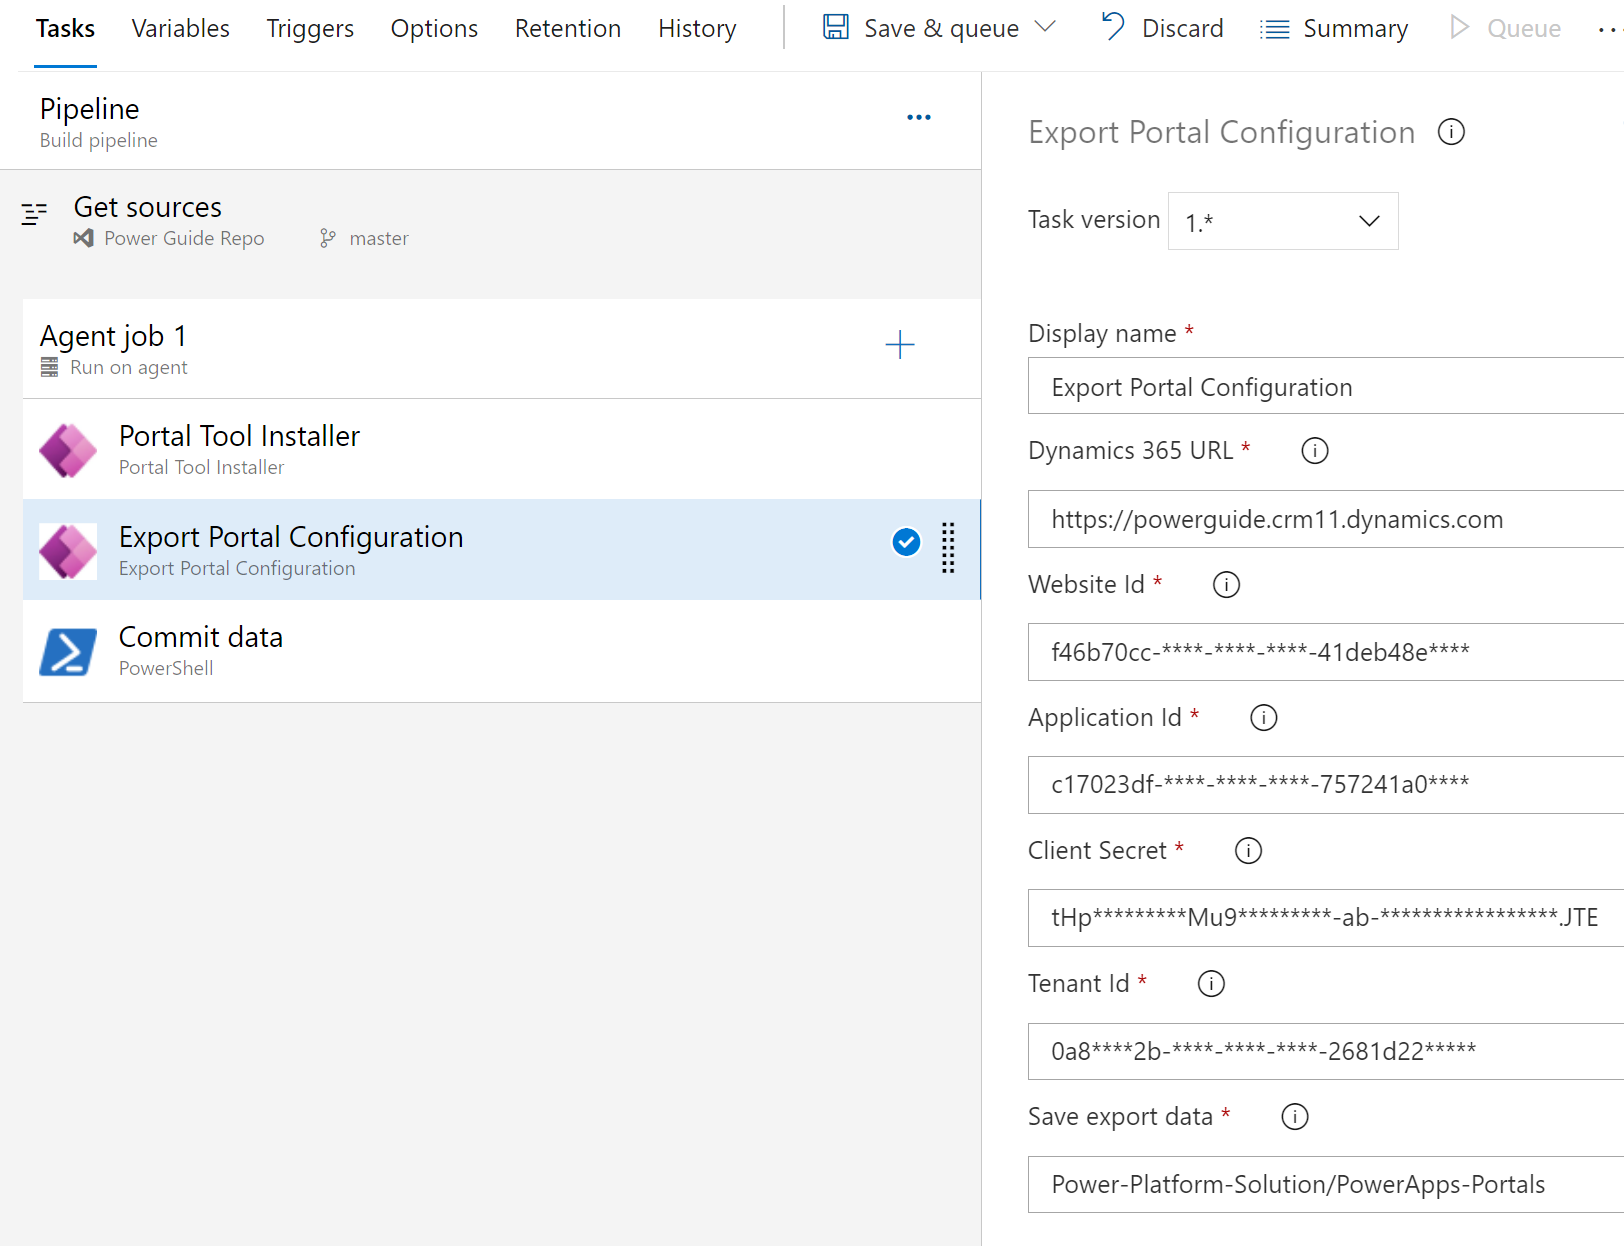 Tasks Variables Triggers Options Retention History Save & queue Discard Summary Queue ...
Pipeline
Build pipeline
Get sources
Power Guide Repo master
Agent job 1
Run on agent
Portal Tool Installer
Portal Tool Installer
Export Portal Configuration
Export Portal Configuration
Commit data
PowerShell
Export Portal Configuration
Task version 1.*
Display name *
Export Portal Configuration
Dynamics 365 URL *
https://powerguide.crm11.dynamics.com
Website Id *
f46b70cc-****-****-****-41deb48e****
Application Id *
c17023df-****-****-****-757241a0****
Client Secret *
tHp*********Mu9*********-ab-*****************.JTE
Tenant Id *
0a8****2b-****-****-****-2681d22*****
Save export data *
Power-Platform-Solution/PowerApps-Portals